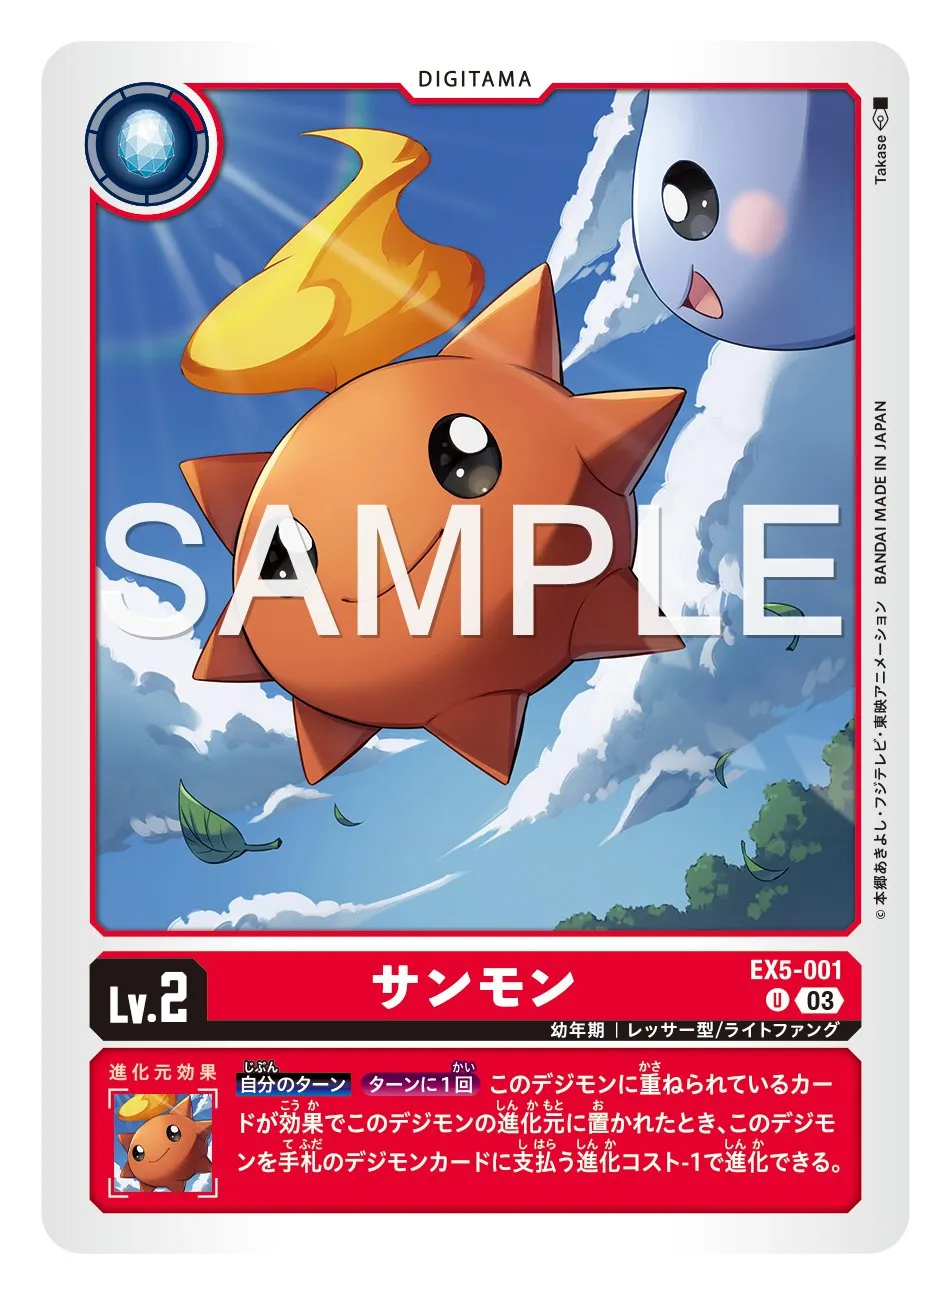 DIGITAMA
Takase
SAMPLE
© 本郷あきよし・フジテレビ・東映アニメーション BANDAI MADE IN JAPAN
Lv.2
サンモン
EX5-001
U 03
幼年期 | レッサー型/ライトファング
進化元効果
自分のターン ターンに1回 このデジモンに重ねられているカー
ドが効果でこのデジモンの進化元に置かれたとき、このデジモ
ンを手札のデジモンカードに支払う進化コスト-1で進化できる。